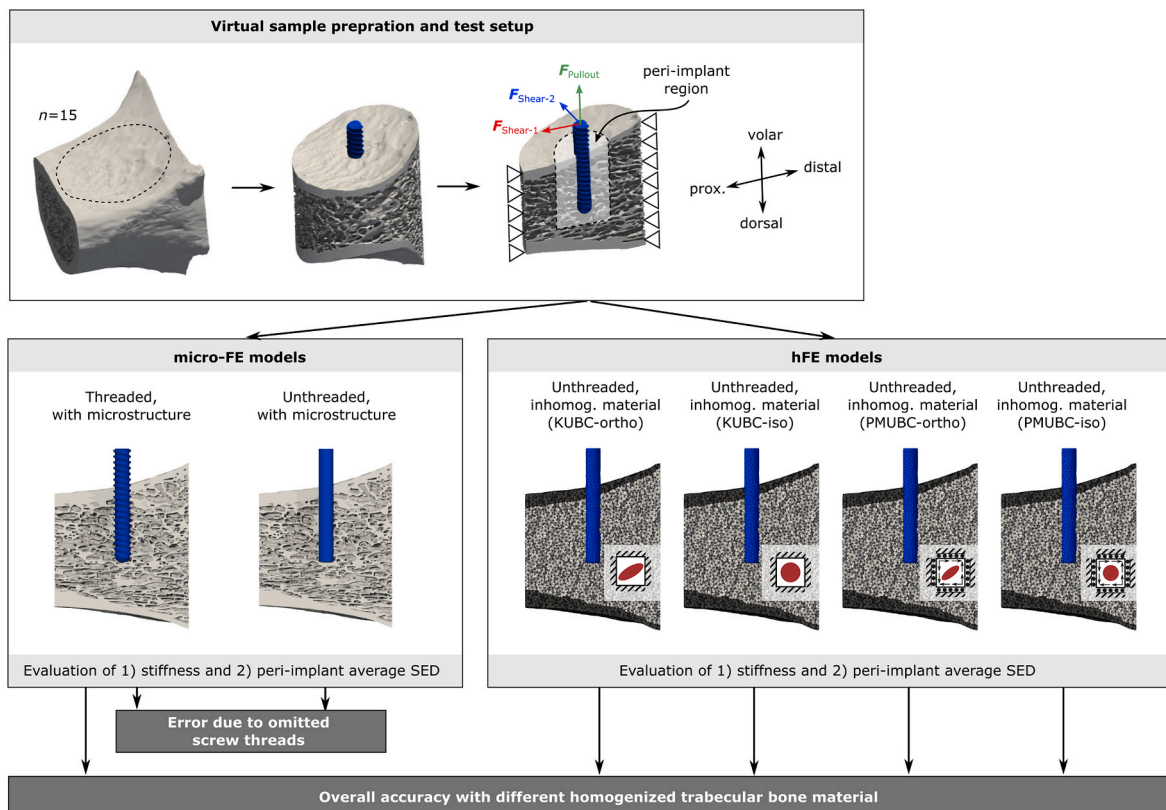 Virtual sample prepration and test setup
n=15
FPullout
FShear-2
FShear-1
peri-implant
region
volar
distal
prox.
dorsal
micro-FE models
Threaded,
with microstructure
Unthreaded,
with microstructure
Evaluation of 1) stiffness and 2) peri-implant average SED
Error due to omitted
screw threads
hFE models
Unthreaded,
inhomog. material
(KUBC-ortho)
Unthreaded,
inhomog. material
(KUBC-iso)
Unthreaded,
inhomog. material
(PMUBC-ortho)
Unthreaded,
inhomog. material
(PMUBC-iso)
Evaluation of 1) stiffness and 2) peri-implant average SED
Overall accuracy with different homogenized trabecular bone material